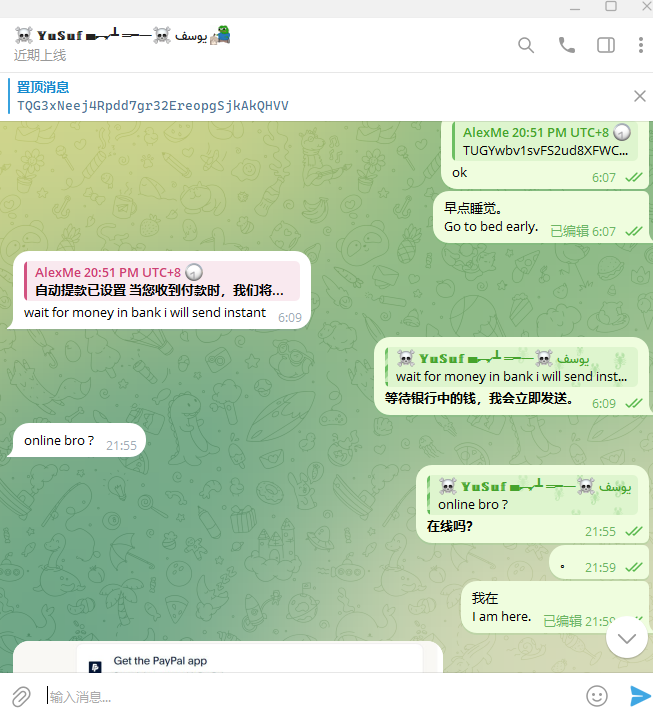 ☠️ 𝖄𝖚𝕾𝖚𝖋 ︻╦╤─☠️ يوسف
近期上线
置顶消息
TQG3xNeej4Rpdd7gr32EreopgSjkAkQHVV
AlexMe 20:51 PM UTC+8
TUGYwbv1svFS2ud8XFWC...
ok
6:07
早点睡觉。
Go to bed early.
已编辑 6:07
AlexMe 20:51 PM UTC+8
自动提款已设置 当您收到付款时，我们将...
wait for money in bank i will send instant
6:09
☠️ YuSuf ☠️ يوسف
wait for money in bank i will send inst...
等待银行中的钱，我会立即发送。
6:09
online bro ?
21:55
☠️ YuSuf ☠️ يوسف
online bro ?
在线吗?
21:55
。
21:59
我在
I am here.
已编辑 21:59
Get the PayPal app
输入消息...